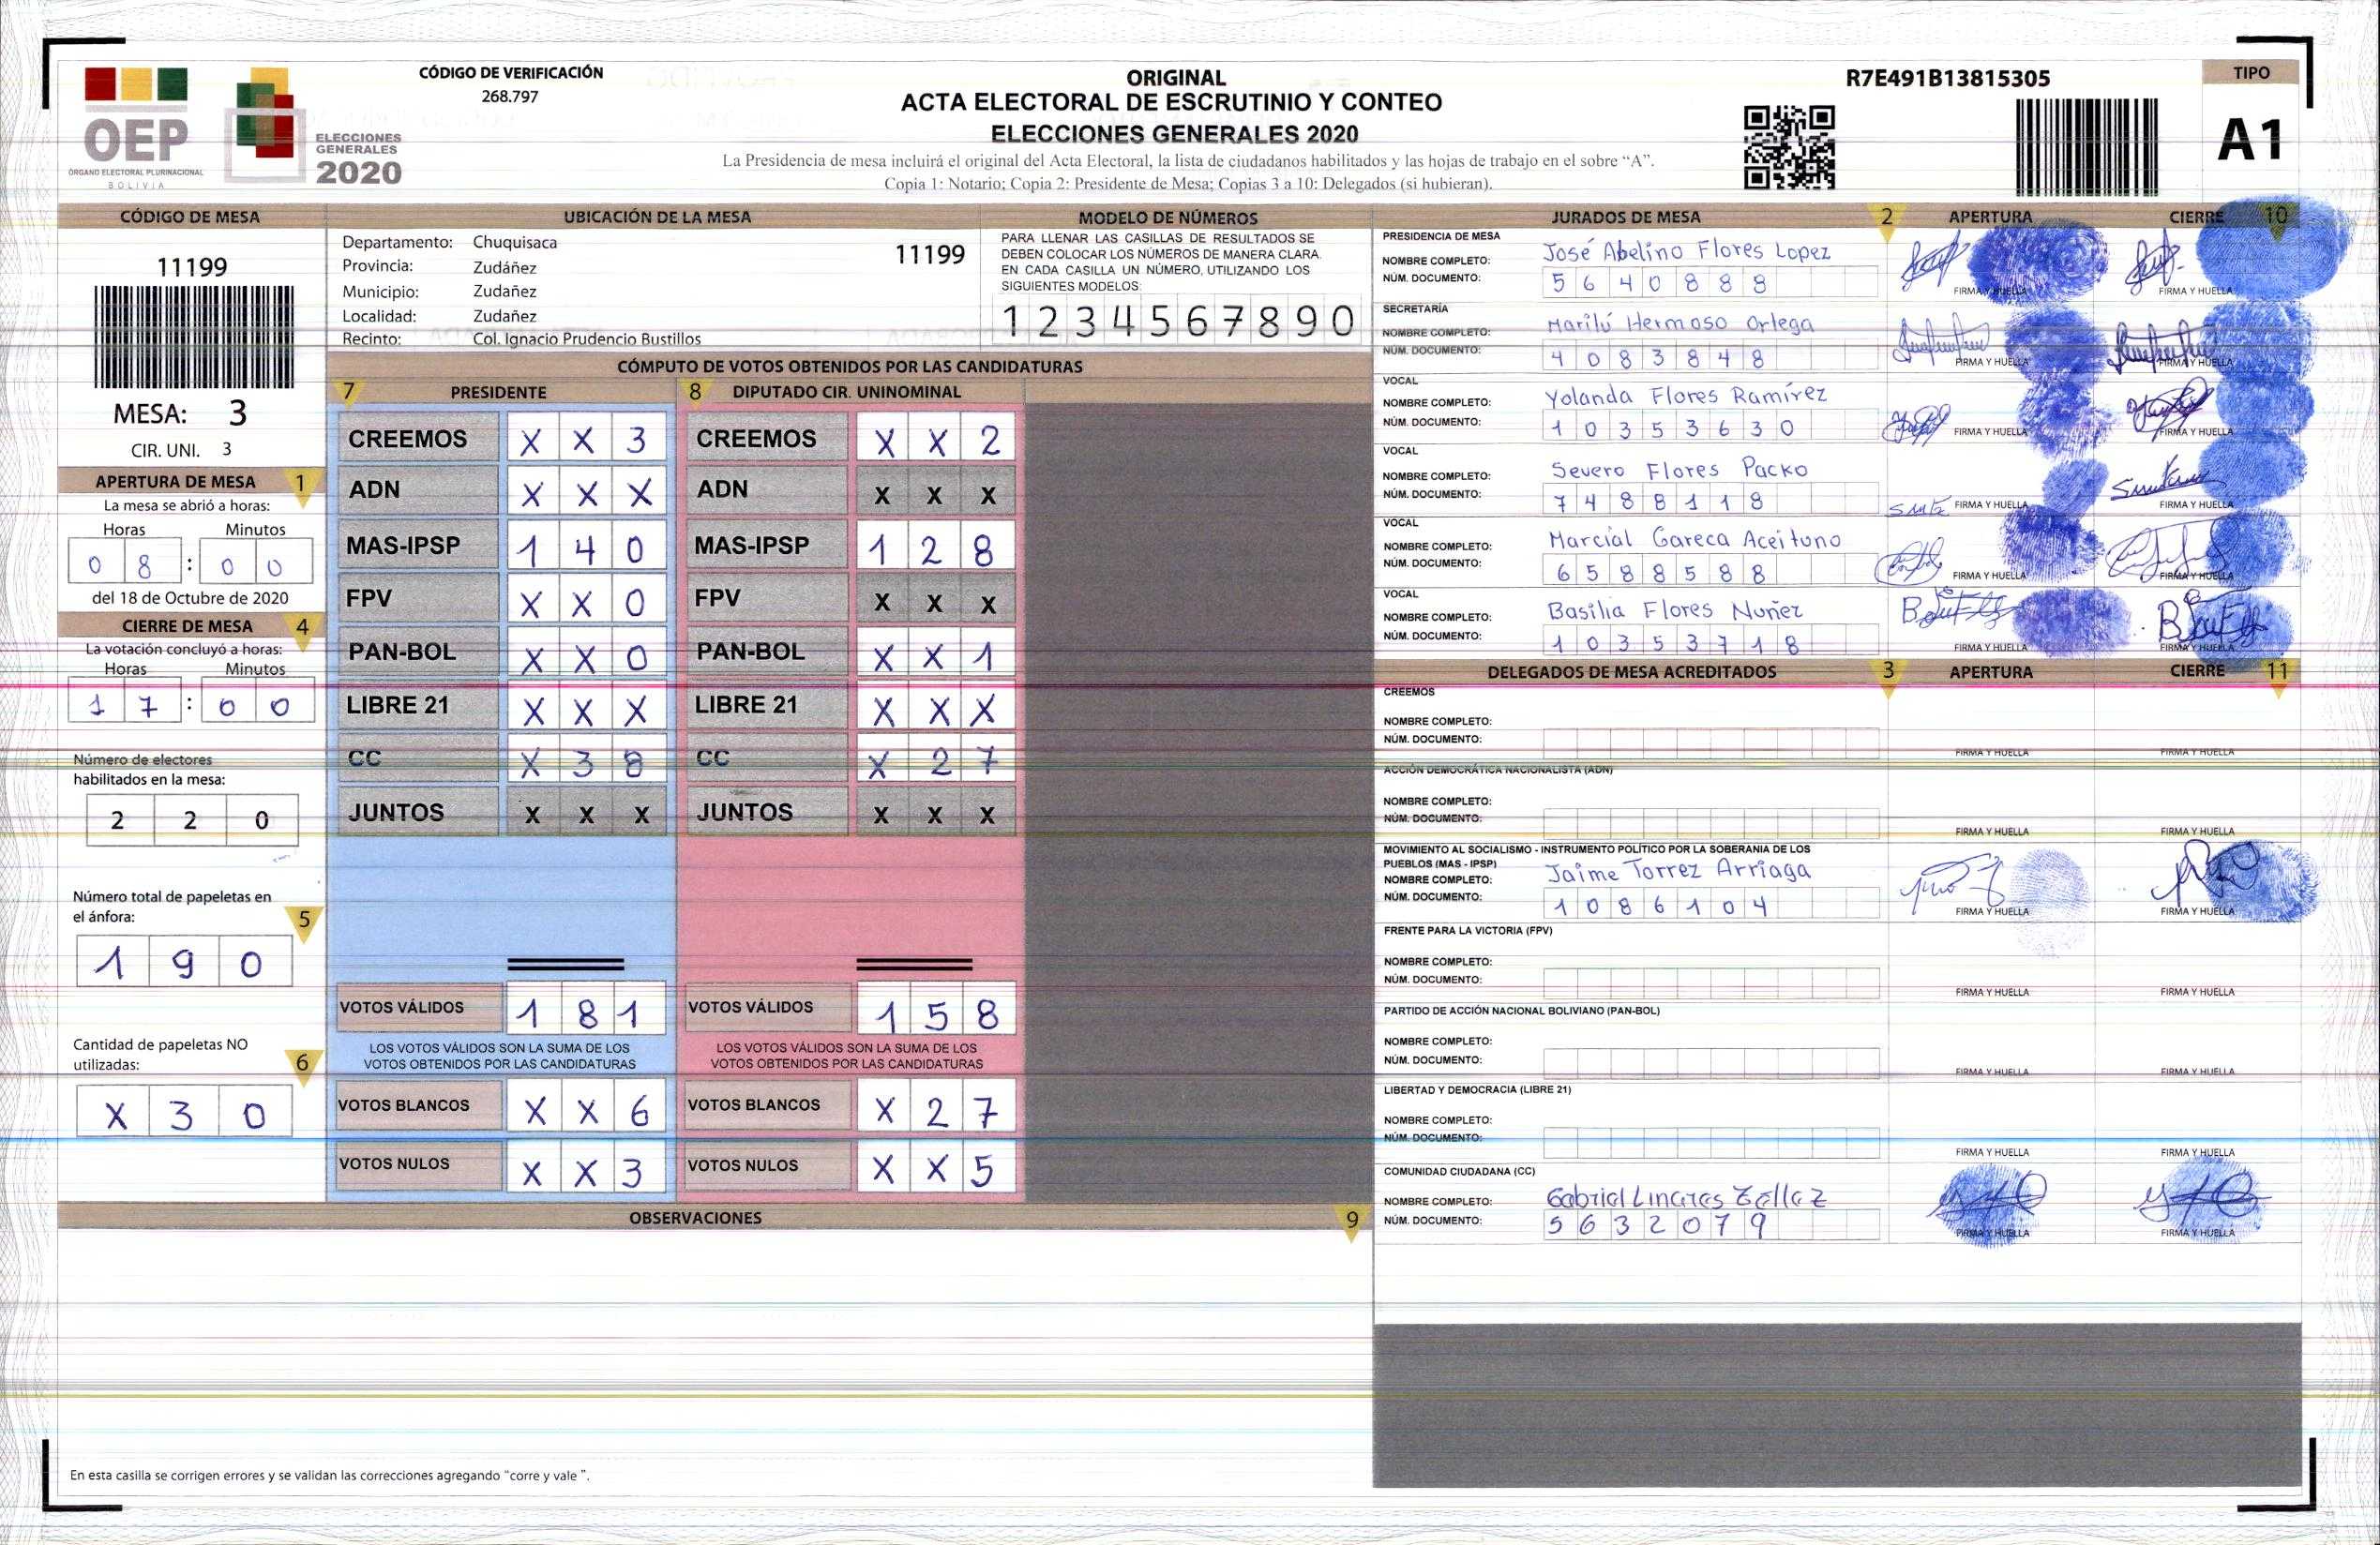 CÓDIGO DE VERIFICACIÓN
268.797
OEP
ÓRGANO ELECTORAL PLURINACIONAL
BOLIVIA
ELECCIONES
GENERALES
2020
ORIGINAL
ACTA ELECTORAL DE ESCRUTINIO Y CONTEO
ELECCIONES GENERALES 2020
La Presidencia de mesa incluirá el original del Acta Electoral, la lista de ciudadanos habilitados y las hojas de trabajo en el sobre “A”.
Copia 1: Notario; Copia 2: Presidente de Mesa; Copias 3 a 10: Delegados (si hubieran).
R7E491B13815305
TIPO
A1
CÓDIGO DE MESA
11199
MESA: 3
CIR. UNI. 3
APERTURA DE MESA 1
La mesa se abrió a horas:
Horas Minutos
0 8 : 0 0
del 18 de Octubre de 2020
CIERRE DE MESA 4
La votación concluyó a horas:
Horas Minutos
1 7 : 0 0
Número de electores
habilitados en la mesa:
2 2 0
Número total de papeletas en
el ánfora: 5
1 9 0
Cantidad de papeletas NO
utilizadas: 6
X 3 0
UBICACIÓN DE LA MESA
Departamento: Chuquisaca 11199
Provincia: Zudáñez
Municipio: Zudañez
Localidad: Zudañez
Recinto: Col. Ignacio Prudencio Bustillos
MODELO DE NÚMEROS
PARA LLENAR LAS CASILLAS DE RESULTADOS SE
DEBEN COLOCAR LOS NÚMEROS DE MANERA CLARA.
EN CADA CASILLA UN NÚMERO, UTILIZANDO LOS
SIGUIENTES MODELOS:
1 2 3 4 5 6 7 8 9 0
CÓMPUTO DE VOTOS OBTENIDOS POR LAS CANDIDATURAS
7 PRESIDENTE 8 DIPUTADO CIR. UNINOMINAL
CREEMOS X X 3 CREEMOS X X 2
ADN X X X ADN X X X
MAS-IPSP 1 4 0 MAS-IPSP 1 2 8
FPV X X 0 FPV X X X
PAN-BOL X X 0 PAN-BOL X X 1
LIBRE 21 X X X LIBRE 21 X X X
CC X 3 8 CC X 2 7
JUNTOS X X X JUNTOS X X X
VOTOS VÁLIDOS 1 8 1 VOTOS VÁLIDOS 1 5 8
LOS VOTOS VÁLIDOS SON LA SUMA DE LOS LOS VOTOS VÁLIDOS SON LA SUMA DE LOS
VOTOS OBTENIDOS POR LAS CANDIDATURAS VOTOS OBTENIDOS POR LAS CANDIDATURAS
VOTOS BLANCOS X X 6 VOTOS BLANCOS X 2 7
VOTOS NULOS X X 3 VOTOS NULOS X X 5
OBSERVACIONES 9
En esta casilla se corrigen errores y se validan las correcciones agregando “corre y vale ”.
JURADOS DE MESA 2 APERTURA CIERRE 10
PRESIDENCIA DE MESA
NOMBRE COMPLETO: José Abelino Flores Lopez
NÚM. DOCUMENTO: 5 6 4 0 8 8 8
FIRMA Y HUELLA FIRMA Y HUELLA
SECRETARÍA
NOMBRE COMPLETO: Marilú Hermoso Ortega
NÚM. DOCUMENTO: 4 0 8 3 8 4 8
FIRMA Y HUELLA FIRMA Y HUELLA
VOCAL
NOMBRE COMPLETO: Yolanda Flores Ramírez
NÚM. DOCUMENTO: 1 0 3 5 3 6 3 0
FIRMA Y HUELLA FIRMA Y HUELLA
VOCAL
NOMBRE COMPLETO: Severo Flores Packo
NÚM. DOCUMENTO: 7 4 8 8 1 1 8
FIRMA Y HUELLA FIRMA Y HUELLA
VOCAL
NOMBRE COMPLETO: Marcial Gareca Aceituno
NÚM. DOCUMENTO: 6 5 8 8 5 8 8
FIRMA Y HUELLA FIRMA Y HUELLA
VOCAL
NOMBRE COMPLETO: Basilia Flores Nuñez
NÚM. DOCUMENTO: 1 0 3 5 3 7 1 8
FIRMA Y HUELLA FIRMA Y HUELLA
DELEGADOS DE MESA ACREDITADOS 3 APERTURA CIERRE 11
CREEMOS
NOMBRE COMPLETO:
NÚM. DOCUMENTO:
FIRMA Y HUELLA FIRMA Y HUELLA
ACCIÓN DEMOCRÁTICA NACIONALISTA (ADN)
NOMBRE COMPLETO:
NÚM. DOCUMENTO:
FIRMA Y HUELLA FIRMA Y HUELLA
MOVIMIENTO AL SOCIALISMO - INSTRUMENTO POLÍTICO POR LA SOBERANIA DE LOS
PUEBLOS (MAS - IPSP)
NOMBRE COMPLETO: Jaime Torrez Arriaga
NÚM. DOCUMENTO: 1 0 8 6 1 0 4
FIRMA Y HUELLA FIRMA Y HUELLA
FRENTE PARA LA VICTORIA (FPV)
NOMBRE COMPLETO:
NÚM. DOCUMENTO:
FIRMA Y HUELLA FIRMA Y HUELLA
PARTIDO DE ACCIÓN NACIONAL BOLIVIANO (PAN-BOL)
NOMBRE COMPLETO:
NÚM. DOCUMENTO:
FIRMA Y HUELLA FIRMA Y HUELLA
LIBERTAD Y DEMOCRACIA (LIBRE 21)
NOMBRE COMPLETO:
NÚM. DOCUMENTO:
FIRMA Y HUELLA FIRMA Y HUELLA
COMUNIDAD CIUDADANA (CC)
NOMBRE COMPLETO: Gabriel Linares
NÚM. DOCUMENTO: 5 6 3 2 0 7 9
FIRMA Y HUELLA FIRMA Y HUELLA